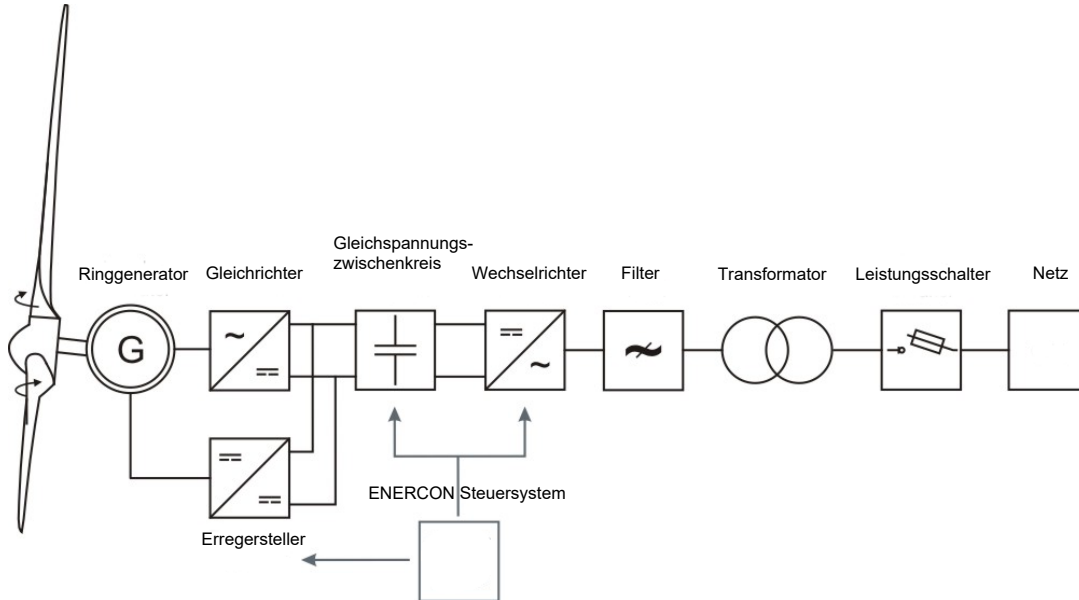 Gleichspannungs-
zwischenkreis
Ringgenerator
Gleichrichter
Wechselrichter
Filter
Transformator
Leistungsschalter
Netz
G
ENERCON Steuersystem
Erregersteller